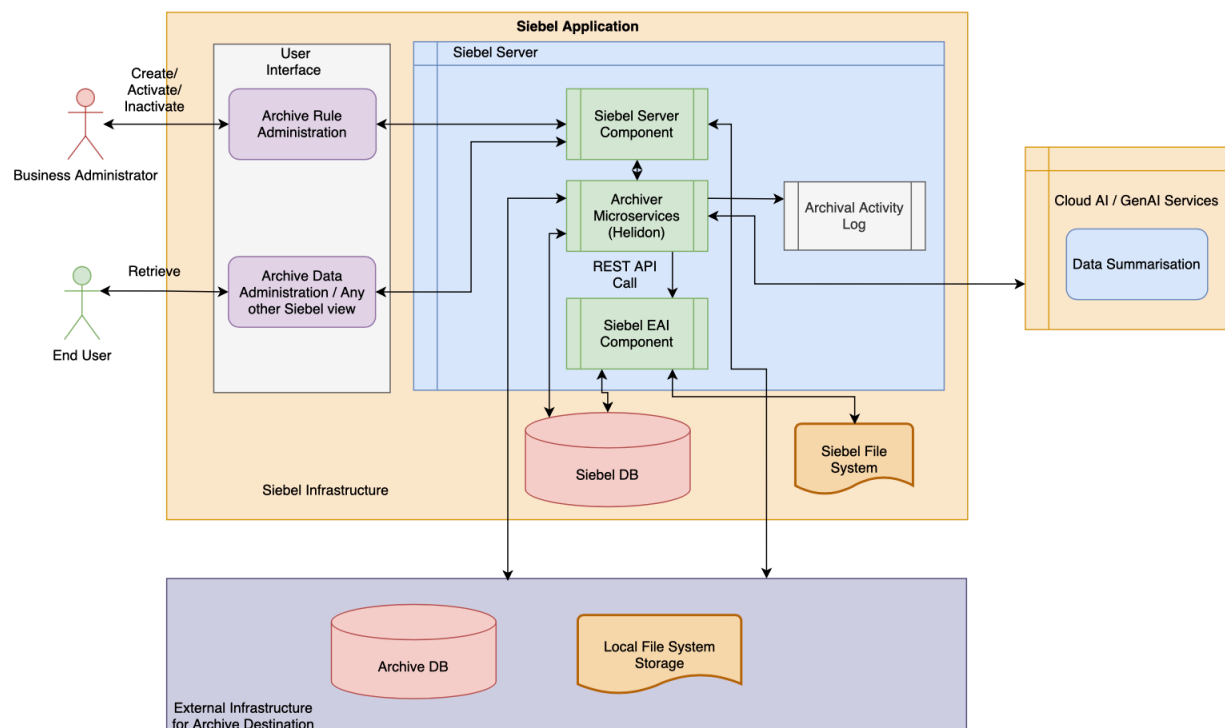 Siebel Application
User
Interface
Siebel Server
Create/
Activate/
Inactivate
Archive Rule
Administration
Siebel Server
Component
Business Administrator
Archiver
Microservices
(Helidon)
Archival Activity
Log
Cloud AI / GenAI Services
Data Summarisation
REST API
Call
Retrieve
Archive Data
Administration / Any
other Siebel view
End User
Siebel EAI
Component
Siebel DB
Siebel File
System
Siebel Infrastructure
Archive DB
Local File System
Storage
External Infrastructure
for Archive Destination